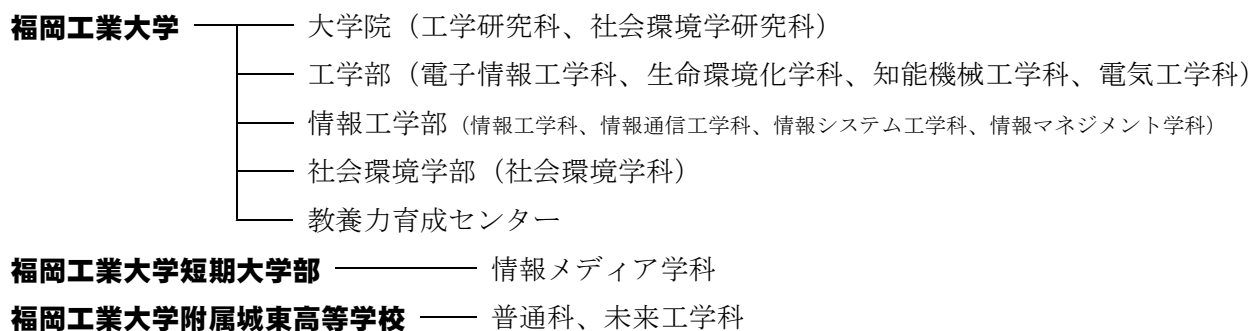 福岡工業大学 大学院（工学研究科、社会環境学研究科）
工学部（電子情報工学科、生命環境化学科、知能機械工学科、電気工学科）
情報工学部（情報工学科、情報通信工学科、情報システム工学科、情報マネジメント学科）
社会環境学部（社会環境学科）
教養力育成センター
福岡工業大学短期大学部 情報メディア学科
福岡工業大学附属城東高等学校 普通科、未来工学科